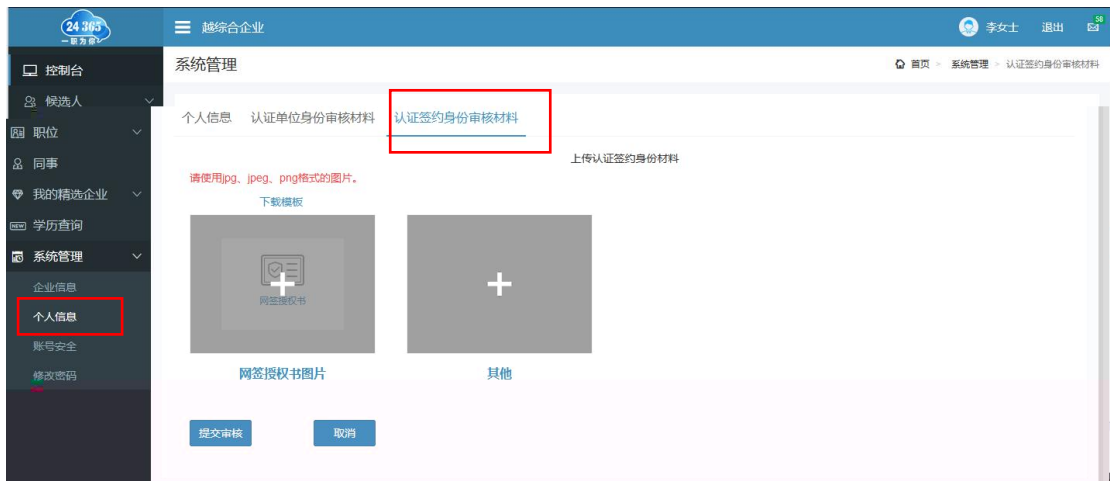 24 365
一职为你
越综合企业
李女士 退出 58
控制台
系统管理
首页 > 系统管理 > 认证签约身份审核材料
候选人
个人信息 认证单位身份审核材料 认证签约身份审核材料
职位
同事
上传认证签约身份材料
请使用jpg、jpeg、png格式的图片。
我的精选企业
下载模板
NEW 学历查询
系统管理
企业信息
网签授权书
个人信息
账号安全
修改密码
网签授权书图片 其他
提交审核 取消